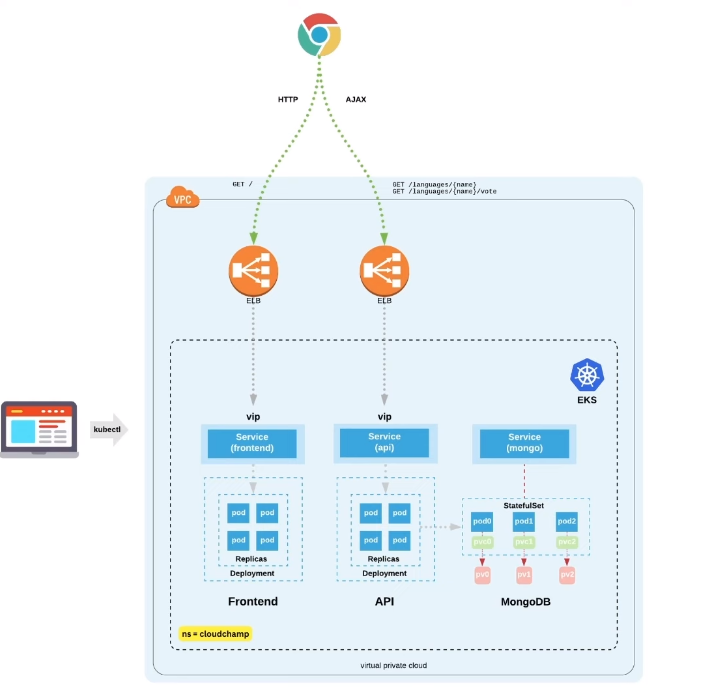 HTTP
AJAX
GET /
GET /languages/{name}
GET /languages/{name}/vote
VPC
ELB
ELB
EKS
kubectl
vip
vip
Service
(frontend)
Service
(api)
Service
(mongo)
StatefulSet
pod pod
pod pod
Replicas
Deployment
pod pod
pod pod
Replicas
Deployment
pod0 pod1 pod2
pvc0 pvc1 pvc2
pv0 pv1 pv2
Frontend
API
MongoDB
ns = cloudchamp
virtual private cloud